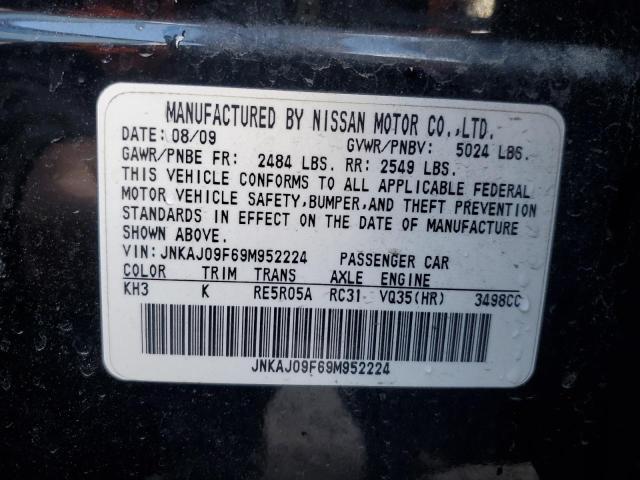 MANUFACTURED BY NISSAN MOTOR CO.,LTD.
DATE: 08/09 GVWR/PNBV: 5024 LBS.
GAWR/PNBE FR: 2484 LBS. RR: 2549 LBS.
THIS VEHICLE CONFORMS TO ALL APPLICABLE FEDERAL
MOTOR VEHICLE SAFETY,BUMPER,AND THEFT PREVENTION
STANDARDS IN EFFECT ON THE DATE OF MANUFACTURE
SHOWN ABOVE.
VIN: JNKAJ09F69M952224 PASSENGER CAR
COLOR TRIM TRANS AXLE ENGINE
KH3 K RE5R05A RC31 VQ35(HR) 3498CC
JNKAJ09F69M952224